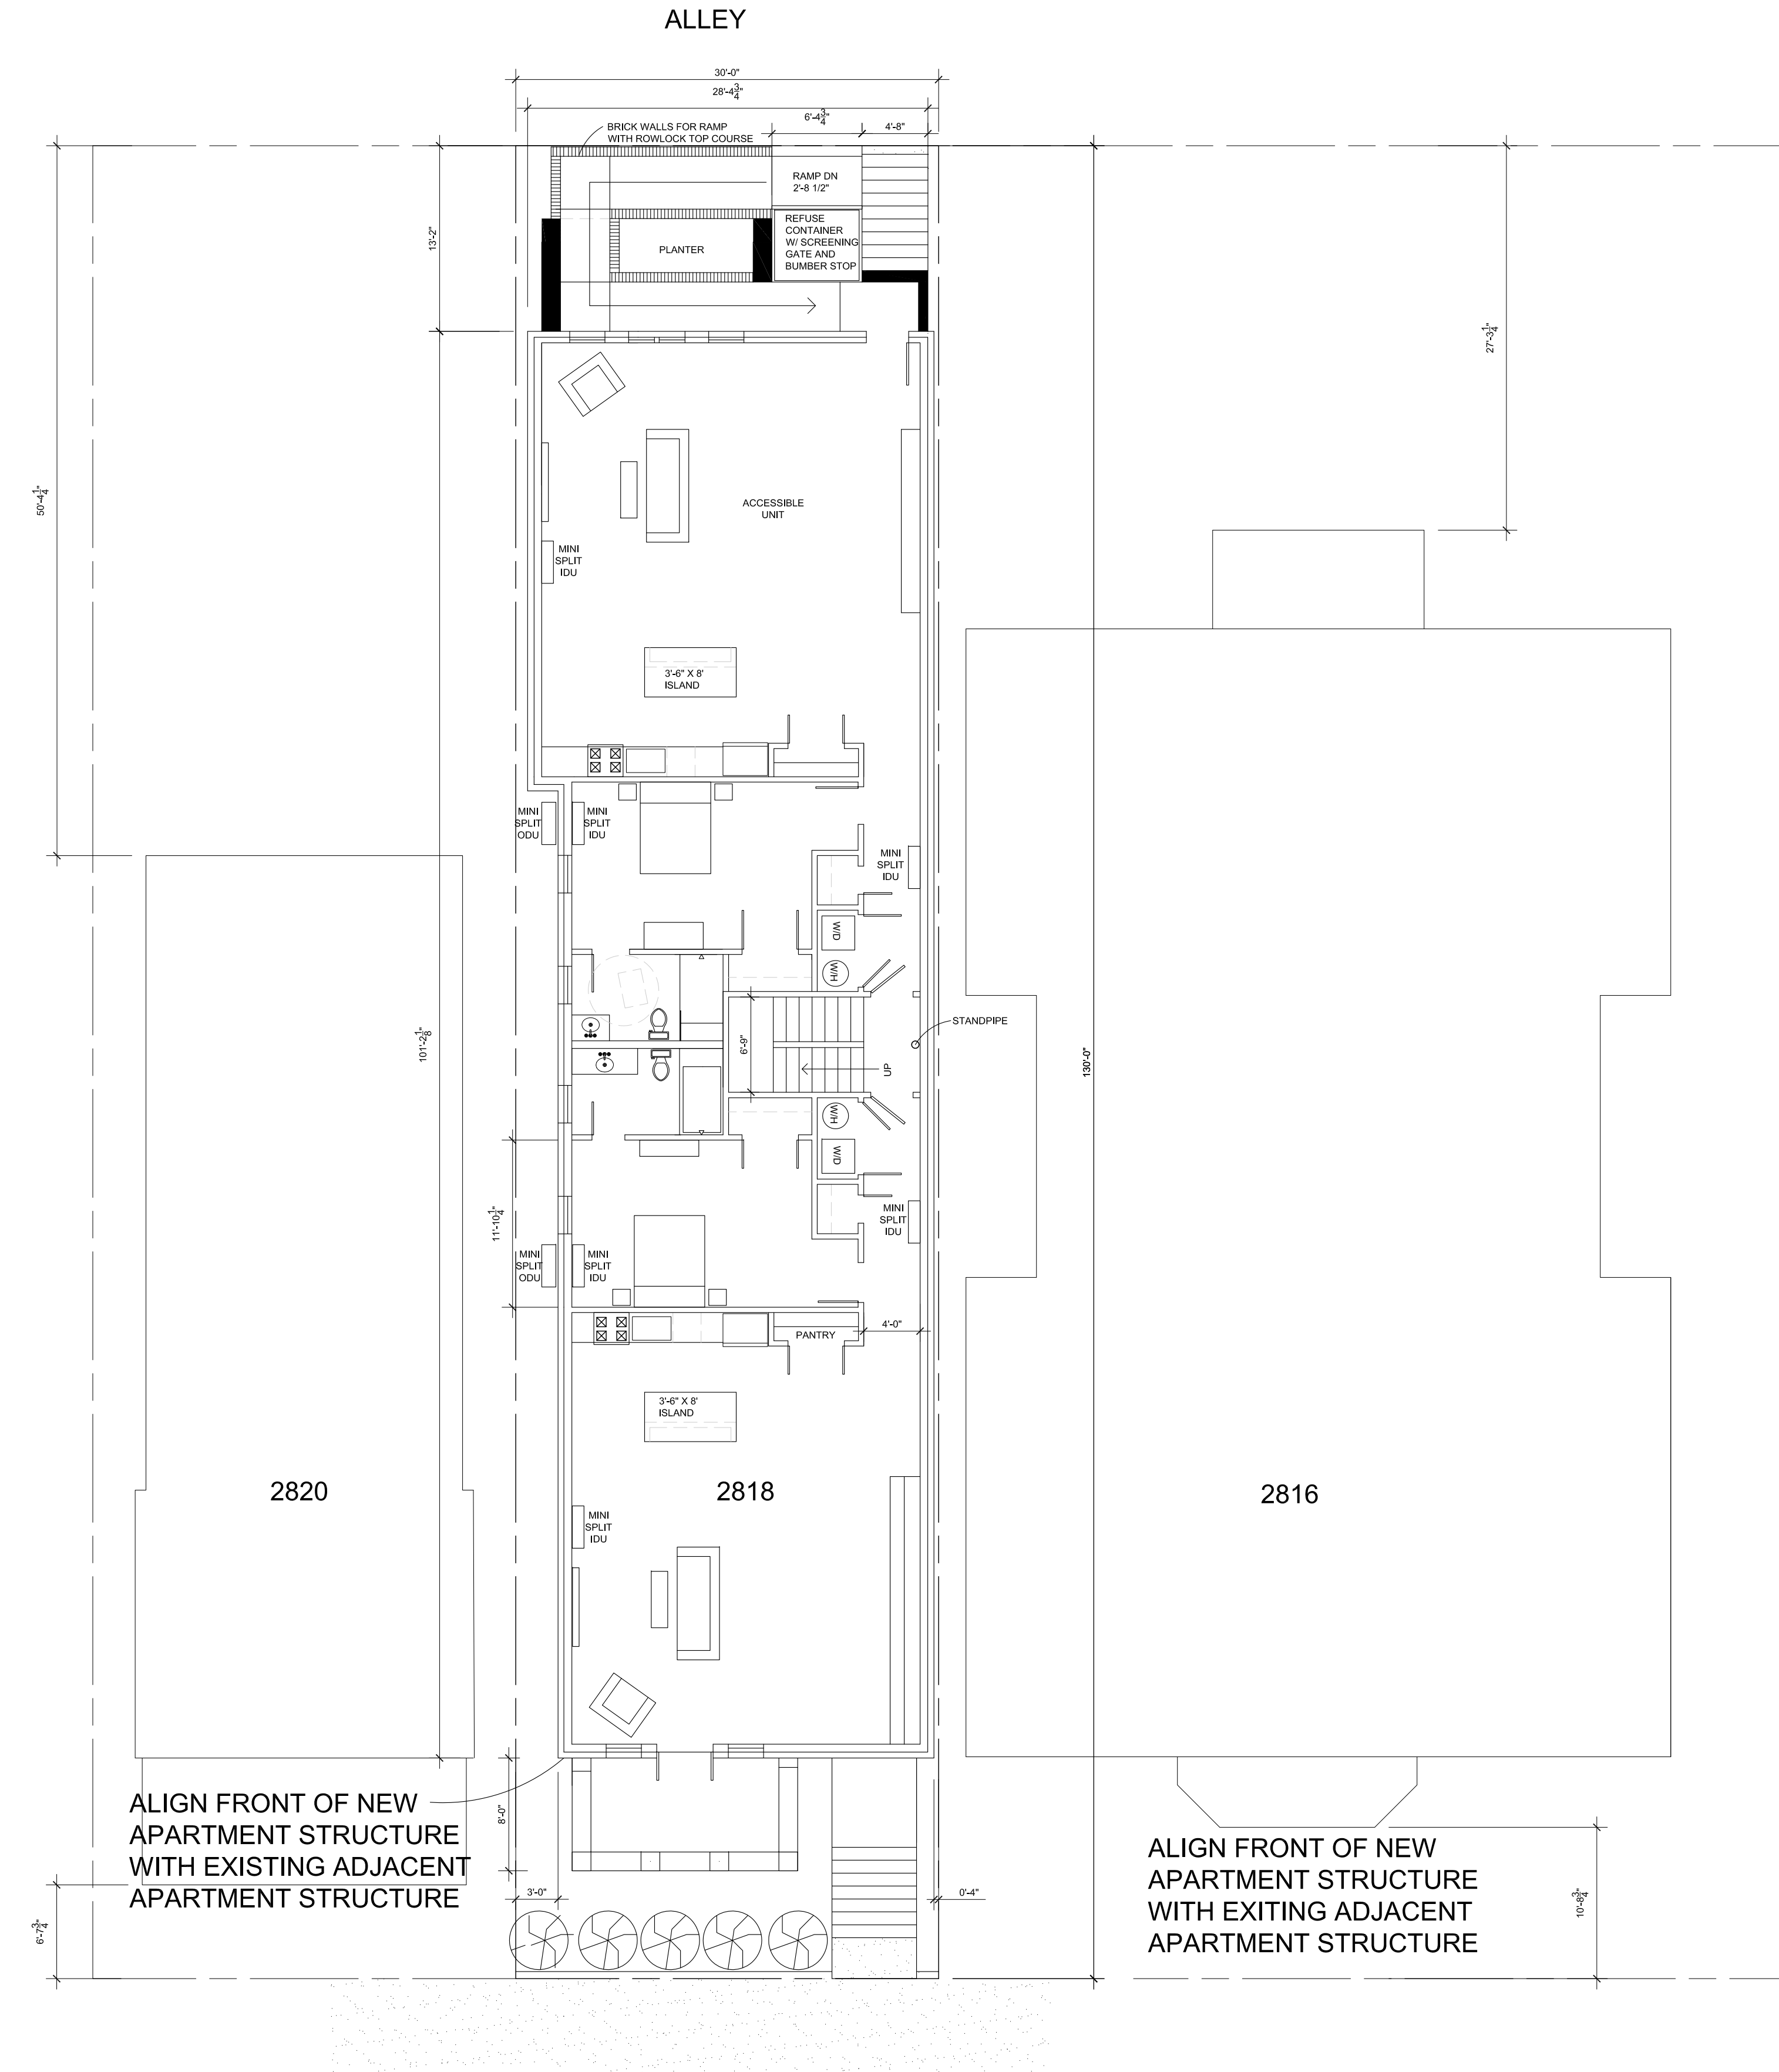 ALLEY
30'-0"
28'-4 3/4"
6'-4 3/4"
4'-8"
BRICK WALLS FOR RAMP
WITH ROWLOCK TOP COURSE
RAMP DN
2'-8 1/2"
REFUSE
CONTAINER
W/ SCREENING
GATE AND
BUMBER STOP
PLANTER
13'-2"
27'-3 1/4"
50'-4 1/4"
ACCESSIBLE
UNIT
MINI
SPLIT
IDU
3'-6" X 8'
ISLAND
MINI
SPLIT
ODU
MINI
SPLIT
IDU
MINI
SPLIT
IDU
W/D
W/H
STANDPIPE
6'-9"
UP
101'-2 1/8"
130'-0"
W/H
W/D
11'-10 1/4"
MINI
SPLIT
IDU
MINI
SPLIT
ODU
MINI
SPLIT
IDU
4'-0"
PANTRY
3'-6" X 8'
ISLAND
2820
2818
2816
MINI
SPLIT
IDU
ALIGN FRONT OF NEW
APARTMENT STRUCTURE
WITH EXISTING ADJACENT
APARTMENT STRUCTURE
8'-0"
ALIGN FRONT OF NEW
APARTMENT STRUCTURE
WITH EXITING ADJACENT
APARTMENT STRUCTURE
3'-0"
0'-4"
6'-7 3/4"
10'-8 3/4"